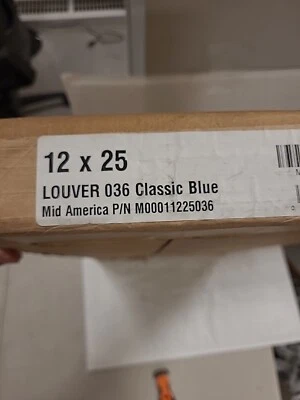 12 x 25
LOUVER 036 Classic Blue
Mid America P/N M00011225036